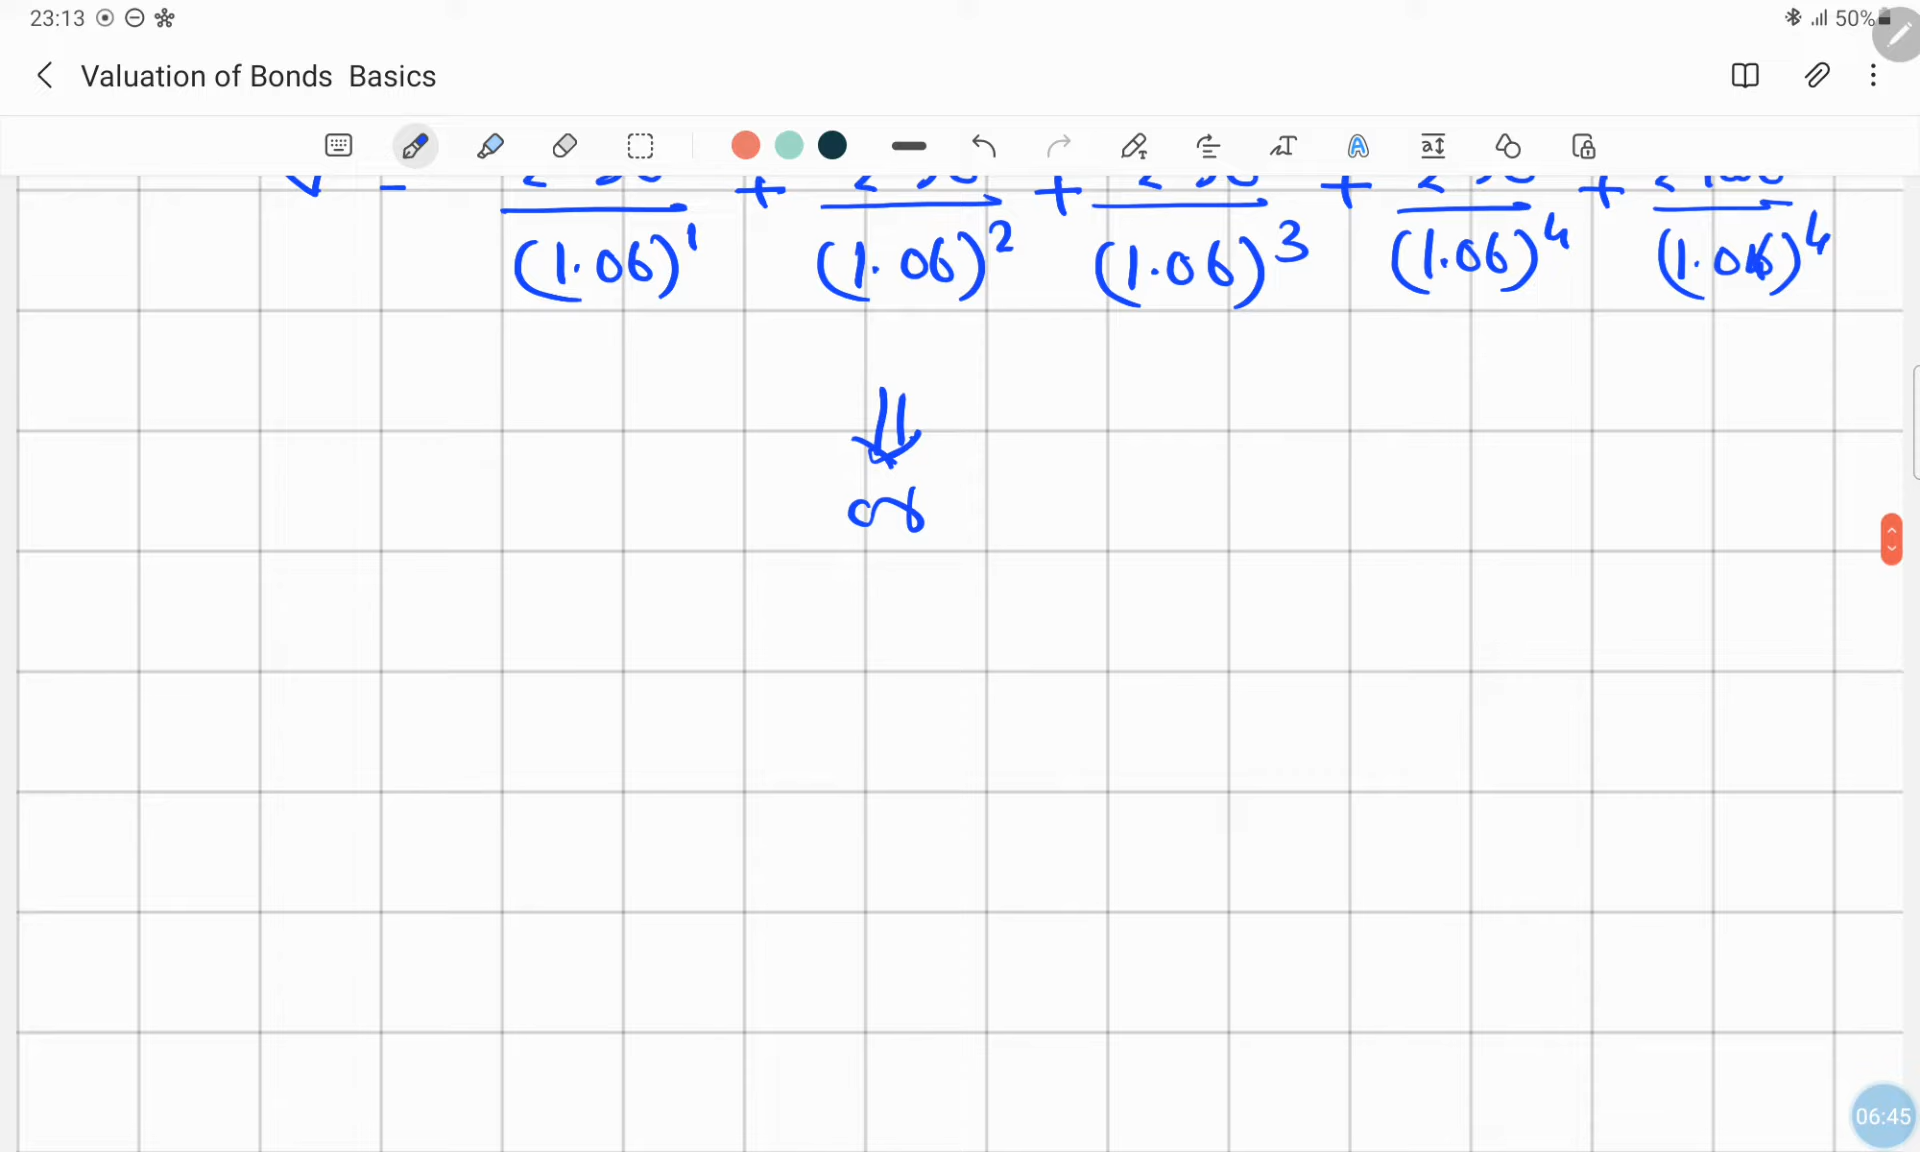 23:13 50%
Valuation of Bonds Basics
+ + + +
(1.06)¹ (1.06)² (1.06)³ (1.06)⁴ (1.06)⁴
or
06:45